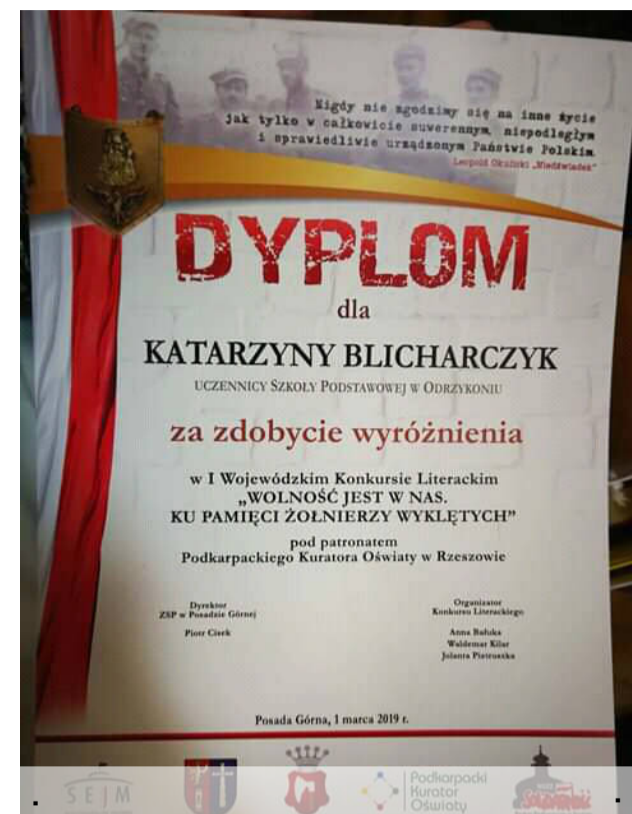 Nigdy nie zgodzimy się na inne życie
jak tylko w całkowicie suwerennym, niepodległym
i sprawiedliwie urządzonym Państwie Polskim.
Leopold Okulicki „Niedźwiadek"
DYPLOM
dla
KATARZYNY BLICHARCZYK
UCZENNICY SZKOŁY PODSTAWOWEJ W ODRZYKONIU
za zdobycie wyróżnienia
w I Wojewódzkim Konkursie Literackim
„WOLNOŚĆ JEST W NAS.
KU PAMIĘCI ŻOŁNIERZY WYKLĘTYCH”
pod patronatem
Podkarpackiego Kuratora Oświaty w Rzeszowie
Dyrektor
ZSP w Posadzie Górnej
Piotr Cisek
Organizator
Konkursu Literackiego
Anna Bałuka
Waldemar Kilar
Jolanta Pietruszka
Posada Górna, 1 marca 2019 r.
SEJM
Podkarpacki
Kurator
Oświaty
Solidarność